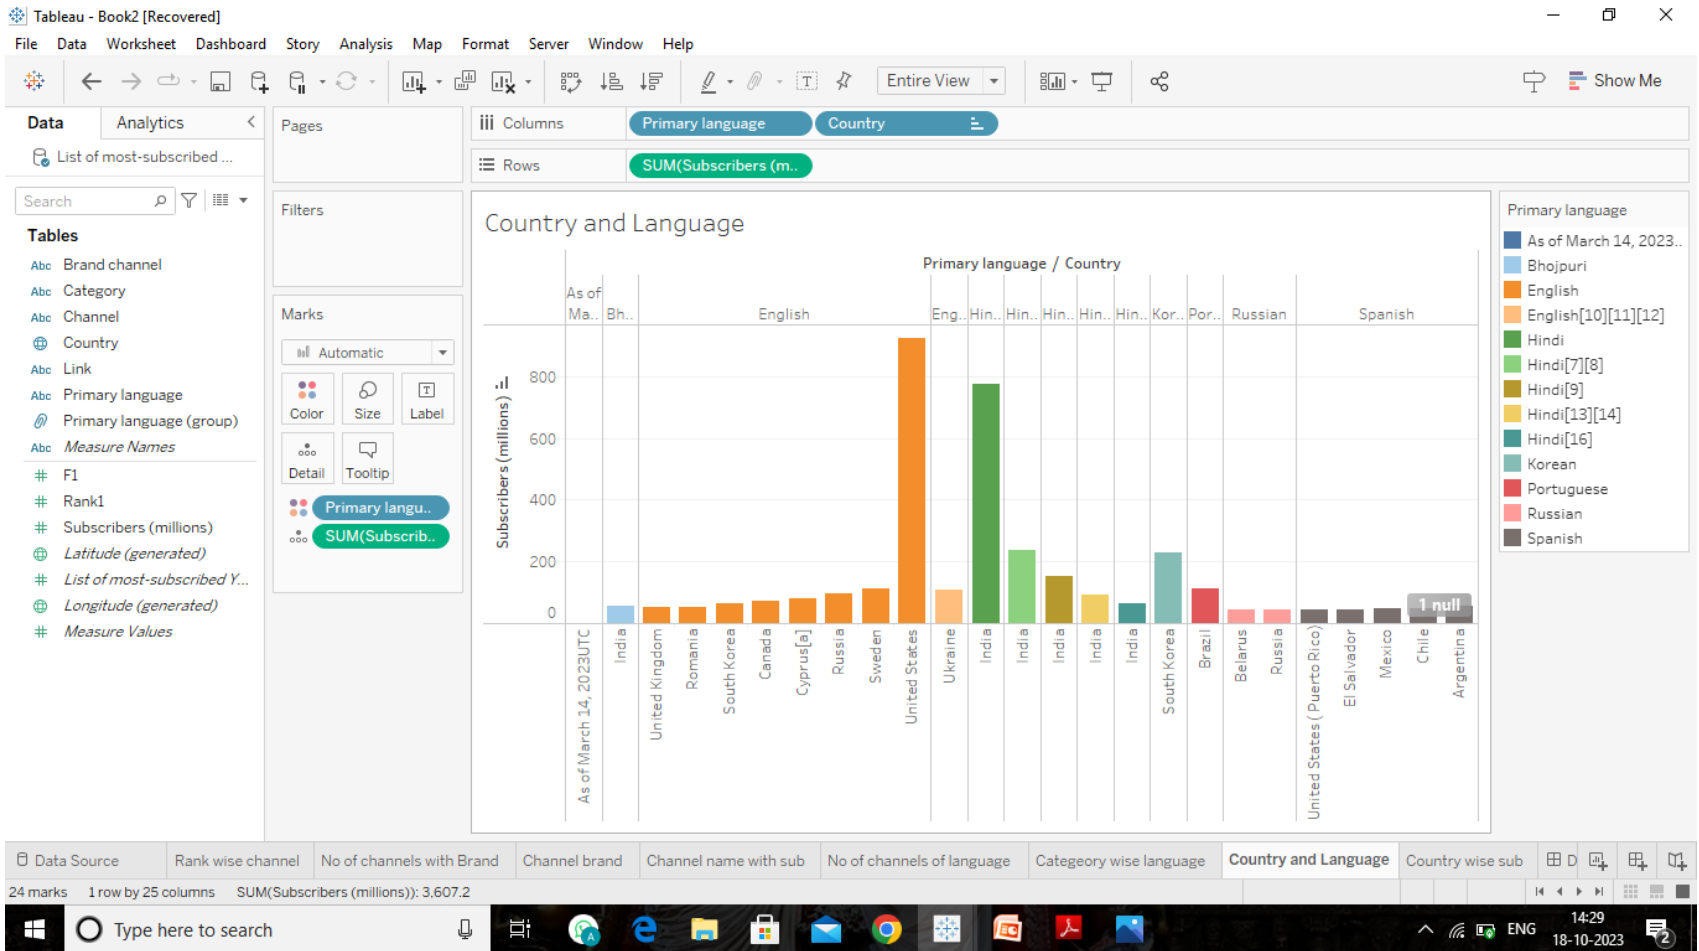 Tableau - Book2 [Recovered]
File Data Worksheet Dashboard Story Analysis Map Format Server Window Help
Entire View
Show Me
Data Analytics
List of most-subscribed ...
Search
Tables
Abc Brand channel
Abc Category
Abc Channel
Country
Abc Link
Abc Primary language
Primary language (group)
Abc Measure Names
# F1
# Rank1
# Subscribers (millions)
Latitude (generated)
# List of most-subscribed Y...
Longitude (generated)
# Measure Values
Pages
Filters
Marks
Automatic
Color Size Label
Detail Tooltip
Primary langu..
SUM(Subscrib..
Columns Primary language Country
Rows SUM(Subscribers (m..
Country and Language
Primary language / Country
As of
Ma.. Bh.. English Eng.. Hin.. Hin.. Hin.. Hin.. Hin.. Kor.. Por.. Russian Spanish
Subscribers (millions)
800
600
400
200
0
1 null
As of March 14, 2023UTC
India
United Kingdom
Romania
South Korea
Canada
Cyprus[a]
Russia
Sweden
United States
Ukraine
India
India
India
India
India
South Korea
Brazil
Belarus
Russia
United States ( Puerto Rico)
El Salvador
Mexico
Chile
Argentina
Primary language
As of March 14, 2023..
Bhojpuri
English
English[10][11][12]
Hindi
Hindi[7][8]
Hindi[9]
Hindi[13][14]
Hindi[16]
Korean
Portuguese
Russian
Spanish
Data Source Rank wise channel No of channels with Brand Channel brand Channel name with sub No of channels of language Categeory wise language Country and Language Country wise sub D
24 marks 1 row by 25 columns SUM(Subscribers (millions)): 3,607.2
Type here to search
ENG
14:29
18-10-2023
2